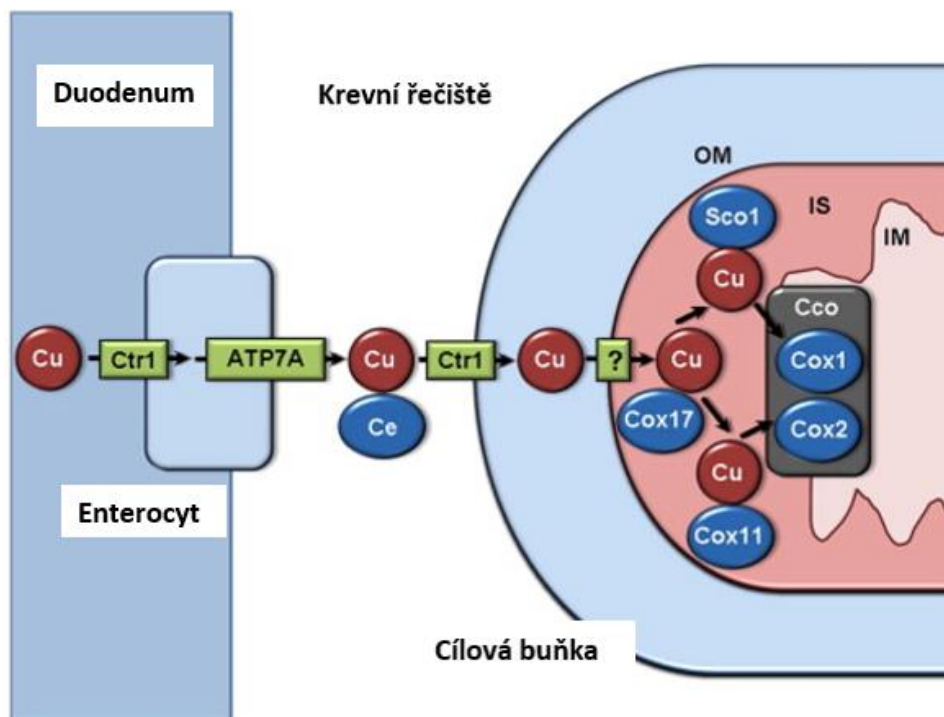 Duodenum
Krevní řečiště
OM
Sco1
IS
IM
Cu
Cco
Cu
Ctr1
ATP7A
Cu
Ctr1
Cu
?
Cu
Cox1
Ce
Cox17
Cox2
Cu
Enterocyt
Cox11
Cílová buňka